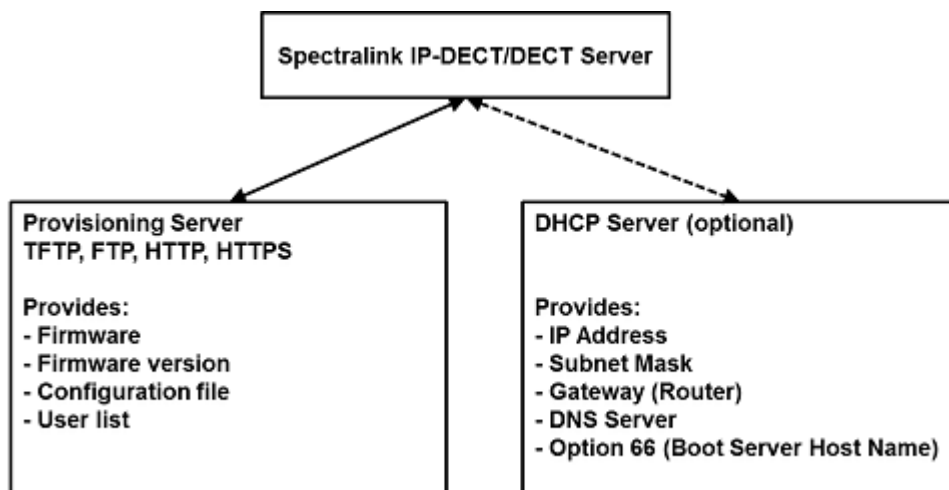 Spectralink IP-DECT/DECT Server
Provisioning Server
TFTP, FTP, HTTP, HTTPS
Provides:
- Firmware
- Firmware version
- Configuration file
- User list
DHCP Server (optional)
Provides:
- IP Address
- Subnet Mask
- Gateway (Router)
- DNS Server
- Option 66 (Boot Server Host Name)